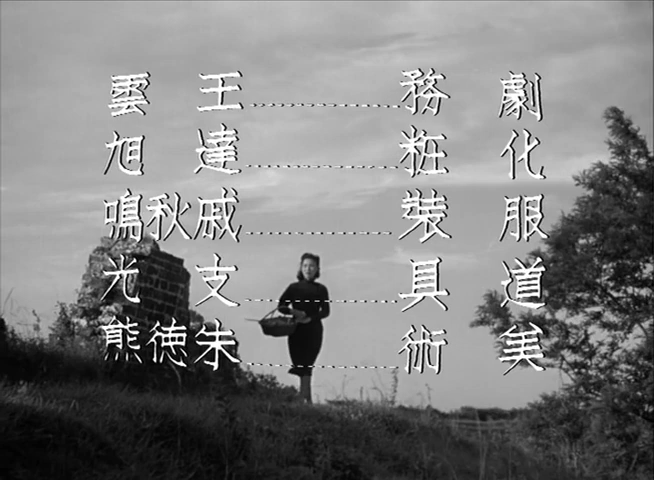 劇務……王雲
化粧……達旭
服裝……戚秋鳴
道具……支光
美術……朱徳熊